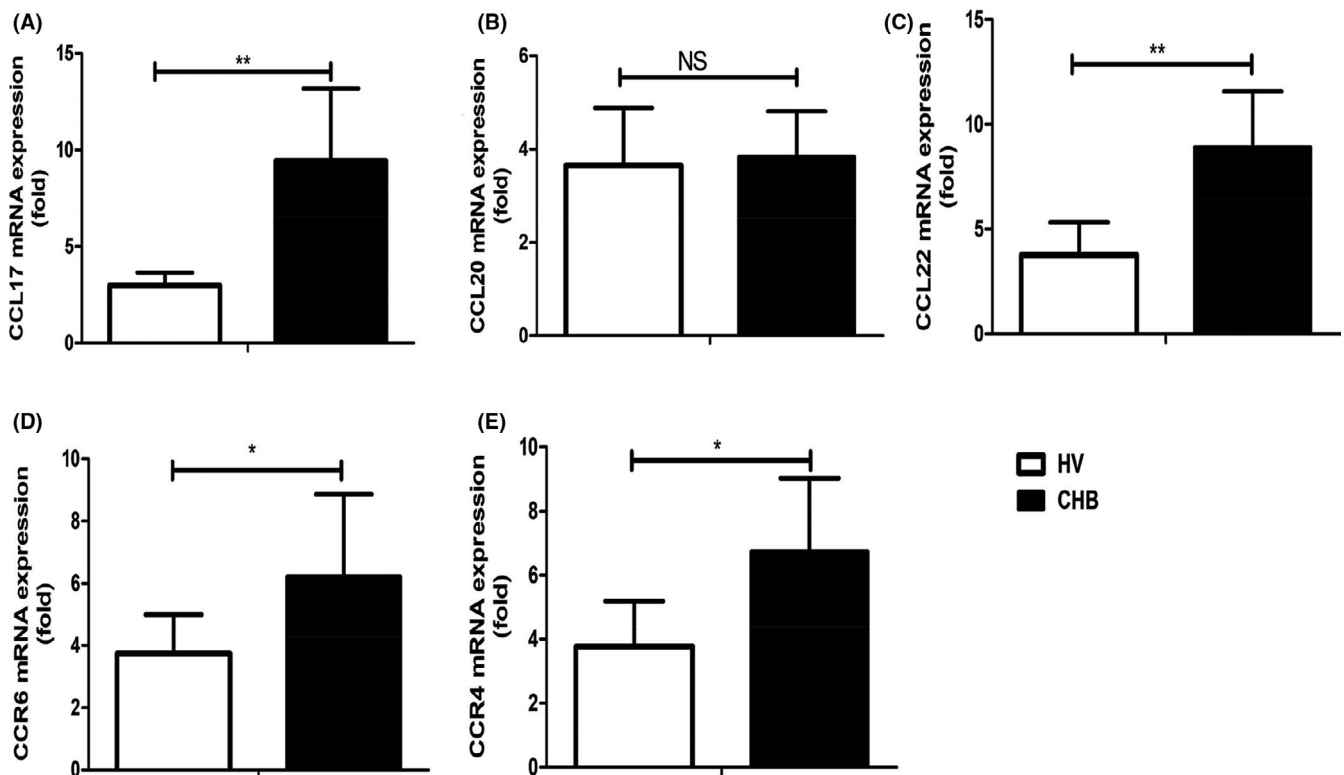 (A)
CCL17 mRNA expression
(fold)
15
10
5
0
**
(B)
CCL20 mRNA expression
(fold)
6
4
2
0
NS
(C)
CCL22 mRNA expression
(fold)
15
10
5
0
**
(D)
CCR6 mRNA expression
(fold)
10
8
6
4
2
0
*
(E)
CCR4 mRNA expression
(fold)
10
8
6
4
2
0
*
HV
CHB